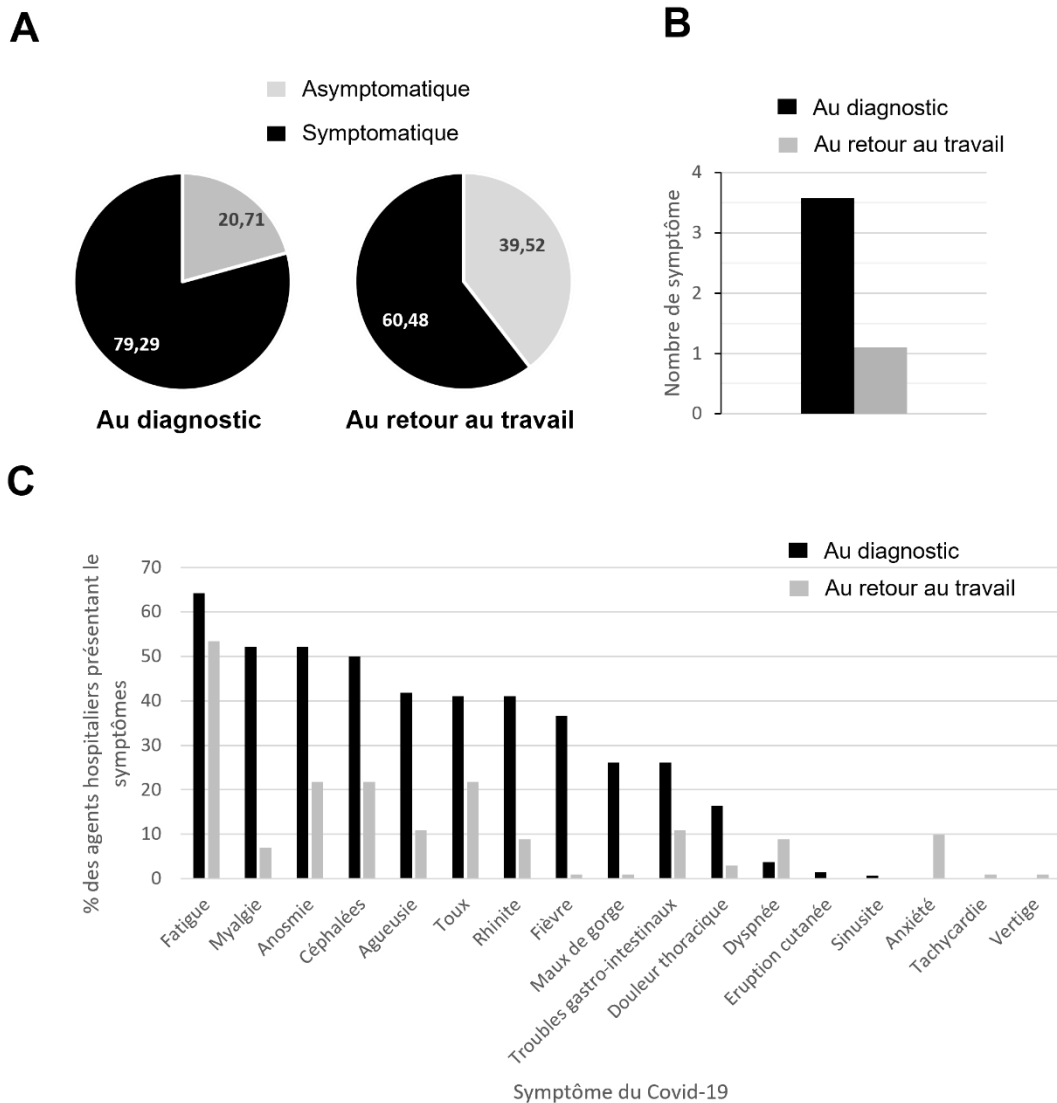 A
Asymptomatique
Symptomatique
20,71
79,29
Au diagnostic
39,52
60,48
Au retour au travail
B
Au diagnostic
Au retour au travail
Nombre de symptôme
4
3
2
1
0
C
Au diagnostic
Au retour au travail
% des agents hospitaliers présentant le
symptômes
70
60
50
40
30
20
10
0
Fatigue
Myalgie
Anosmie
Céphalées
Agueusie
Toux
Rhinite
Fièvre
Maux de gorge
Troubles gastro-intestinaux
Douleur thoracique
Dyspnée
Eruption cutanée
Sinusite
Anxiété
Tachycardie
Vertige
Symptôme du Covid-19